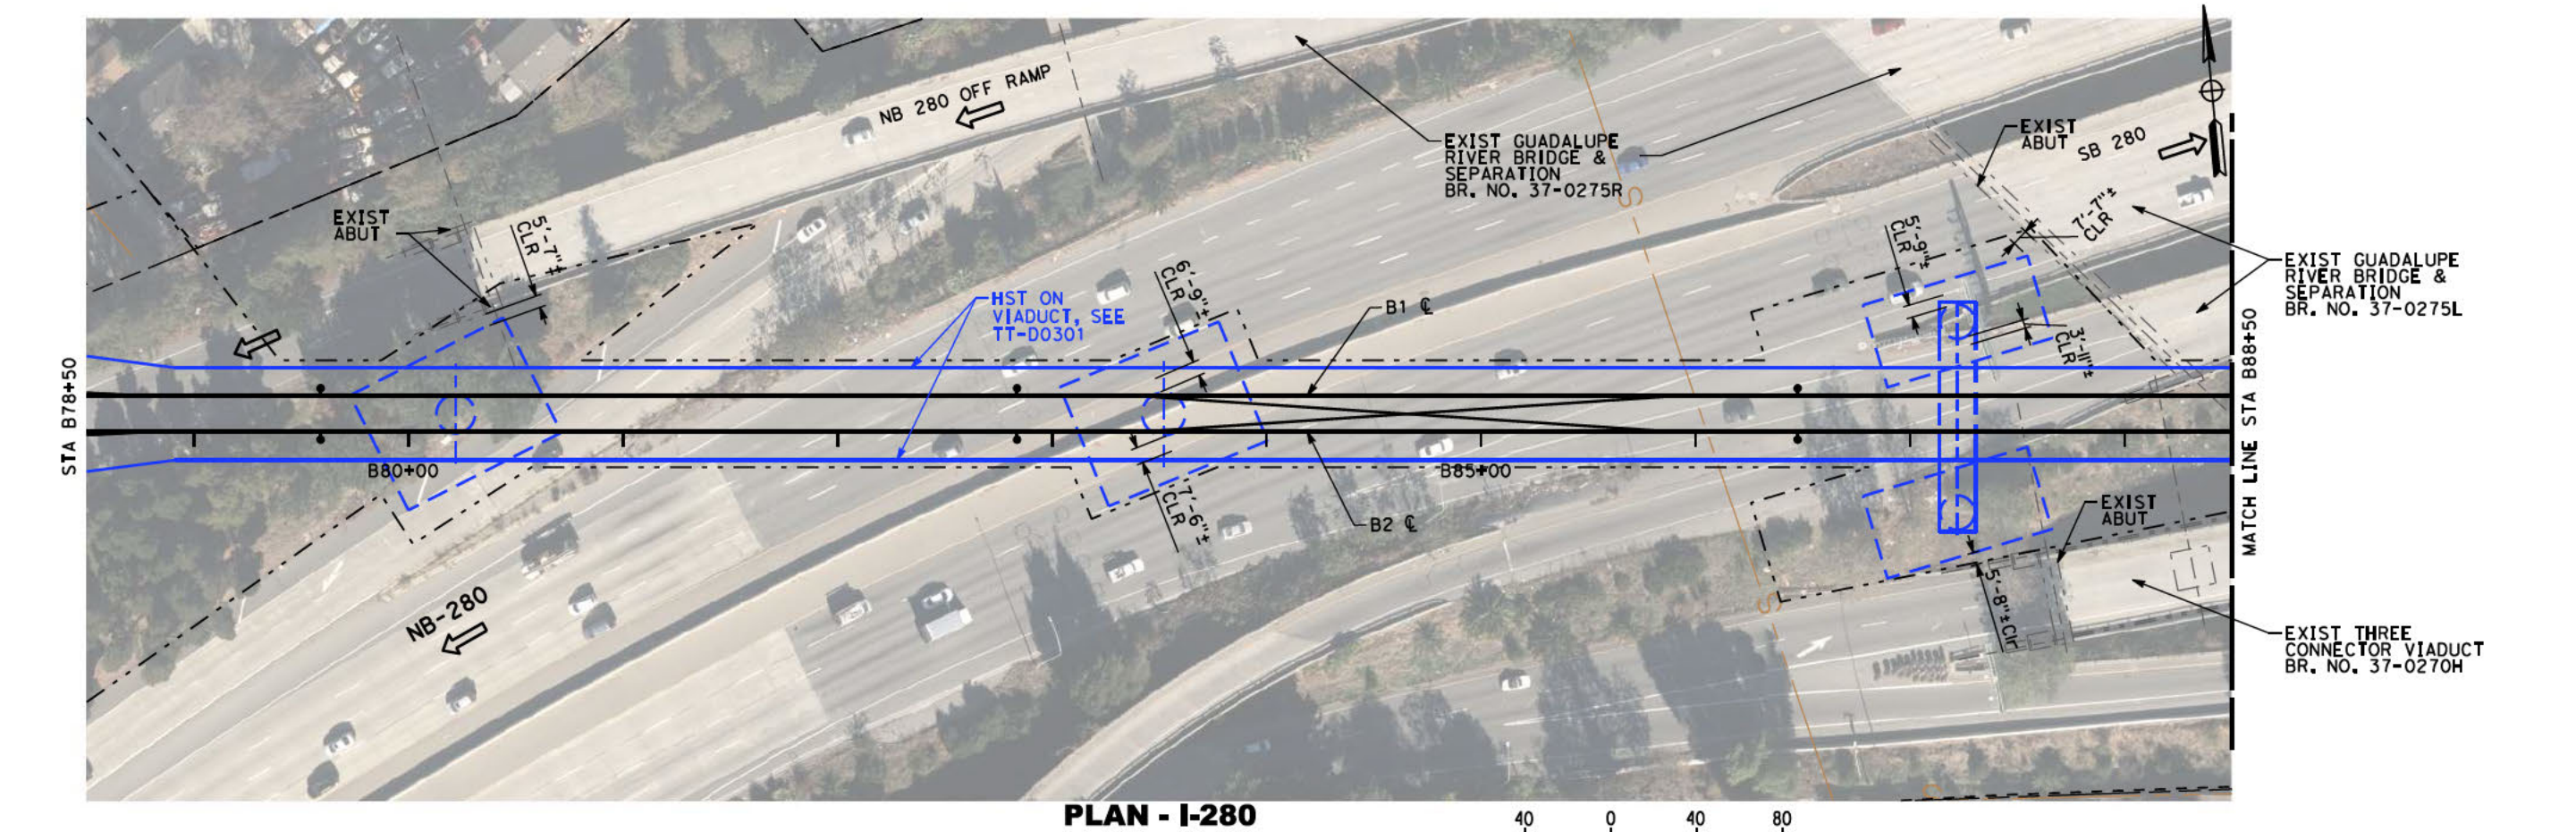 NB 280 OFF RAMP
EXIST GUADALUPE
RIVER BRIDGE &
SEPARATION
BR. NO. 37-0275R
EXIST
ABUT
SB 280
7'-7"±
CLR
EXIST
ABUT
5'-7"±
CLR
6'-9"±
CLR
5'-9"±
CLR
3'-11"±
CLR
HST ON
VIADUCT, SEE
TT-D0301
B1 ℄
EXIST GUADALUPE
RIVER BRIDGE &
SEPARATION
BR. NO. 37-0275L
STA B78+50
MATCH LINE STA B88+50
B80+00
B85+00
7'-6"±
CLR
B2 ℄
EXIST
ABUT
S
S
5'-8"±Clr
NB-280
EXIST THREE
CONNECTOR VIADUCT
BR. NO. 37-0270H
PLAN - I-280
40 0 40 80